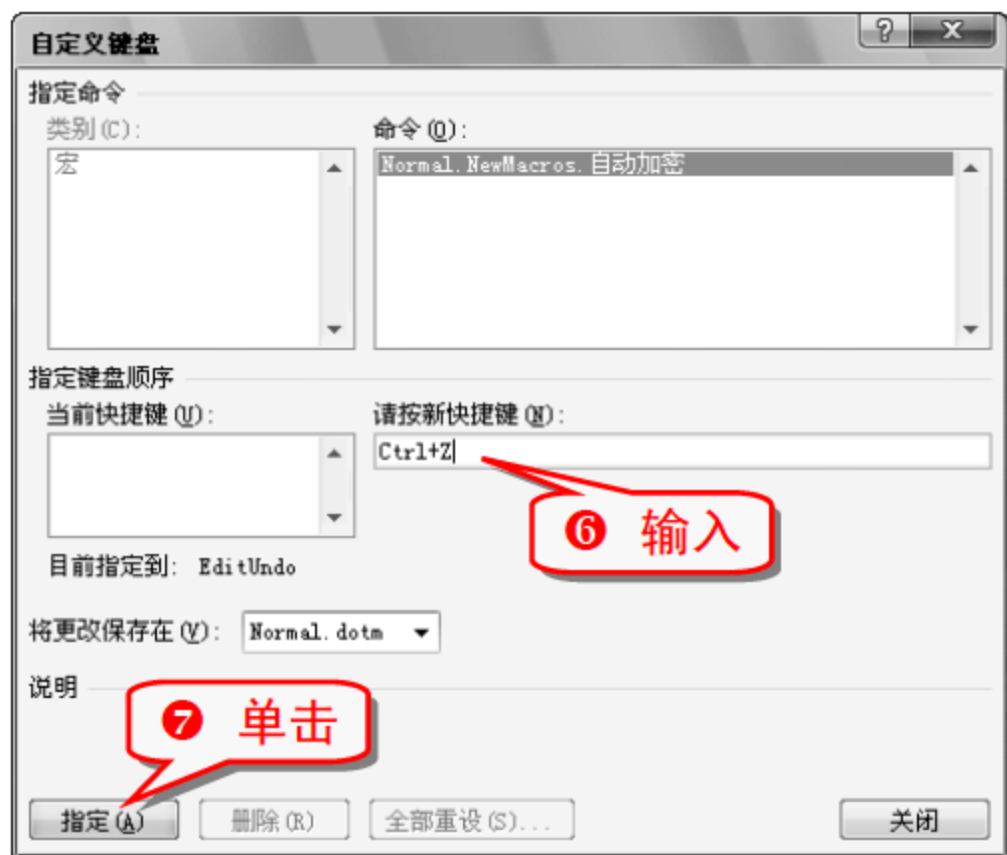 自定义键盘
指定命令
类别(C):
命令(O):
宏
Normal.NewMacros.自动加密
指定键盘顺序
当前快捷键(U):
请按新快捷键(N):
Ctrl+Z
❻ 输入
目前指定到: EditUndo
将更改保存在(V):
Normal.dotm
说明
❼ 单击
指定(A)
删除(R)
全部重设(S)...
关闭